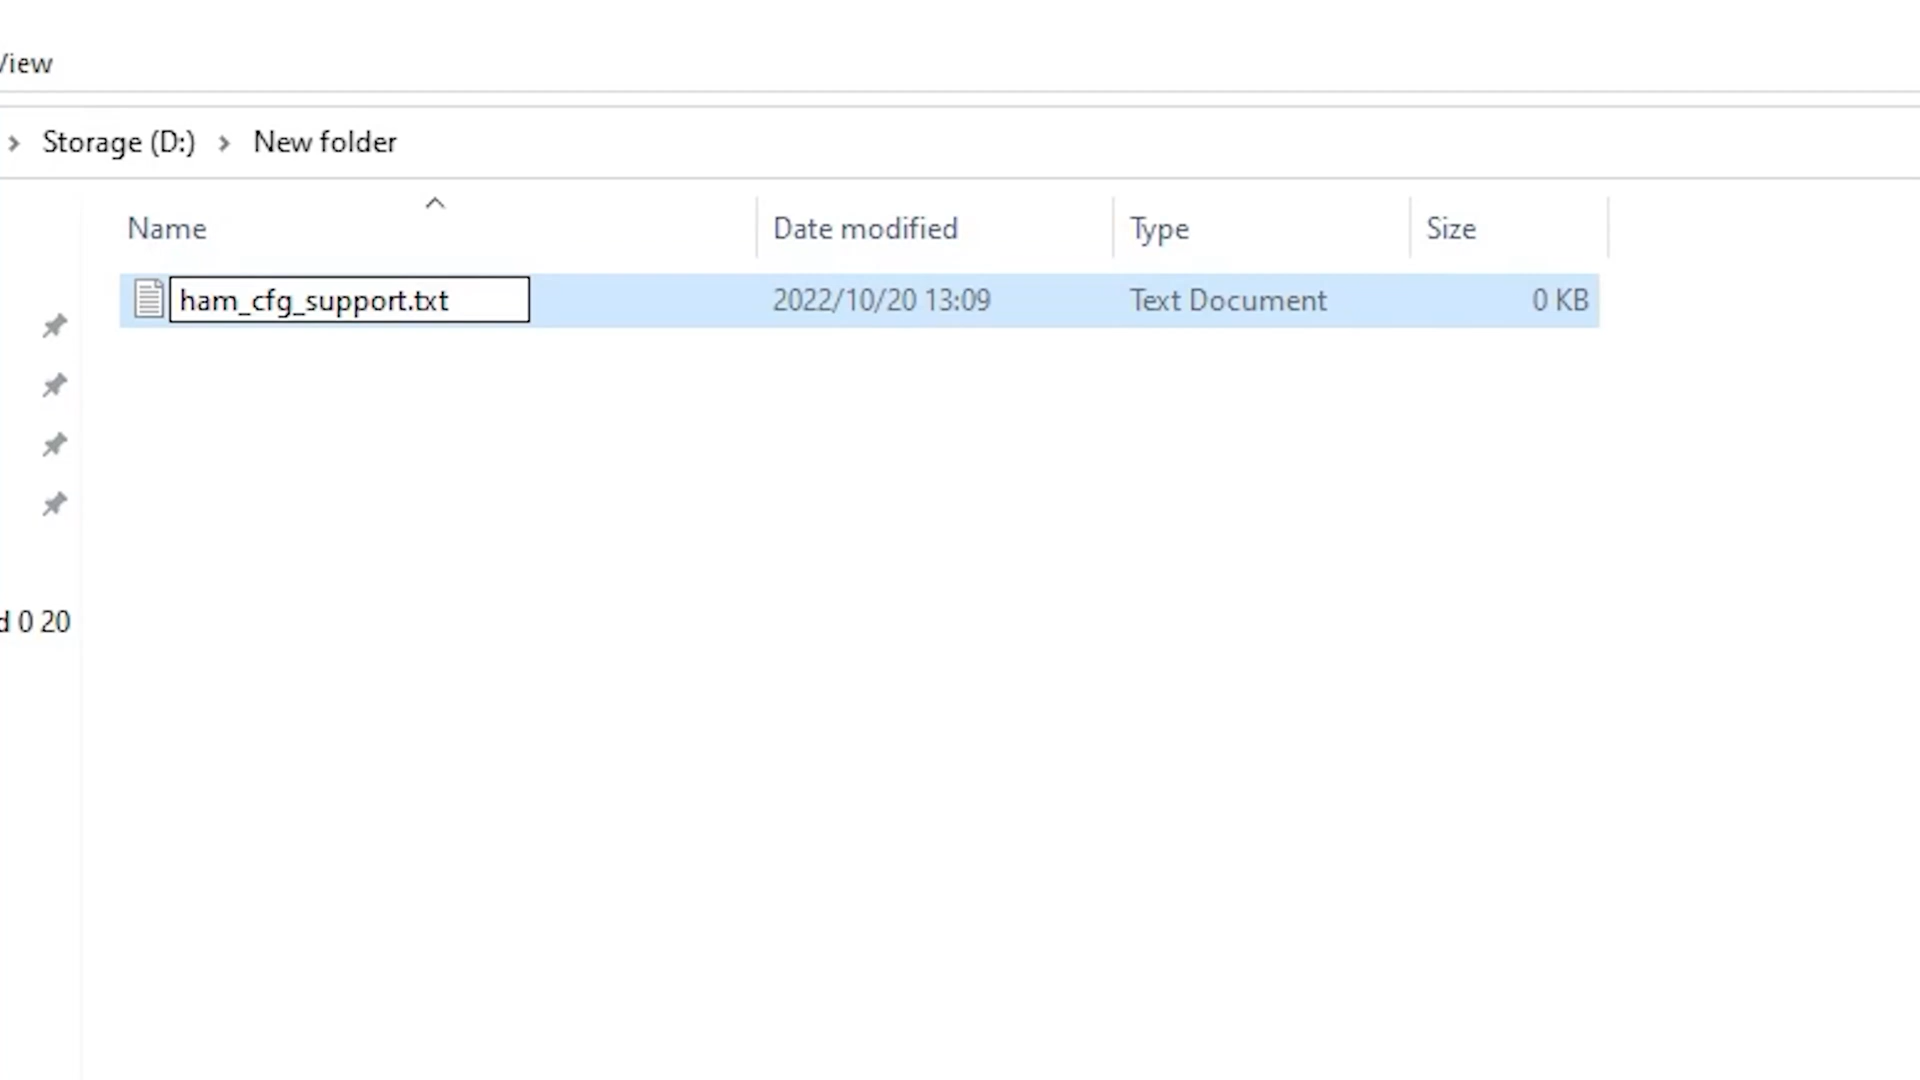 View
Storage (D:) > New folder
Name Date modified Type Size
ham_cfg_support.txt 2022/10/20 13:09 Text Document 0 KB
d 0 20